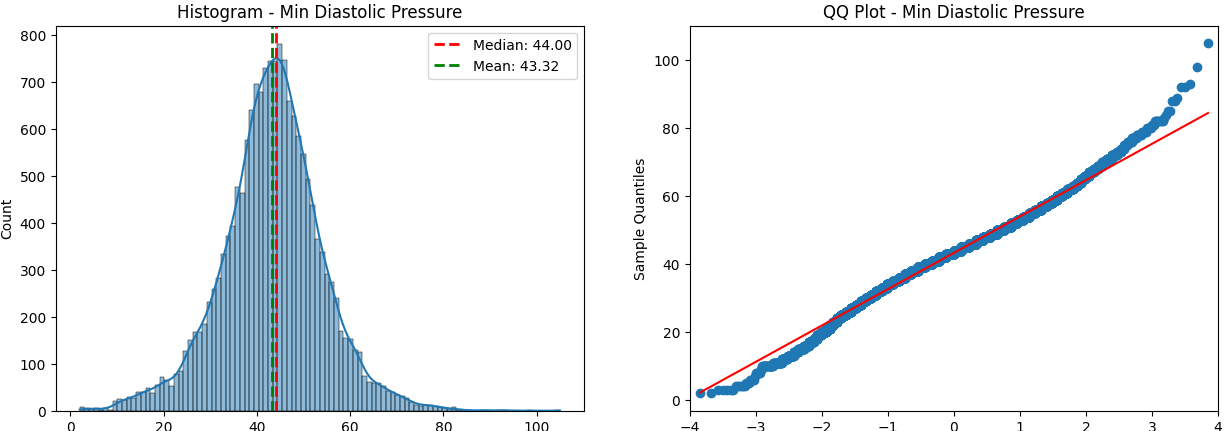 Histogram - Min Diastolic Pressure
Median: 44.00
Mean: 43.32
Count
800
700
600
500
400
300
200
100
0
0 20 40 60 80 100
QQ Plot - Min Diastolic Pressure
Sample Quantiles
100
80
60
40
20
0
−4 −3 −2 −1 0 1 2 3 4